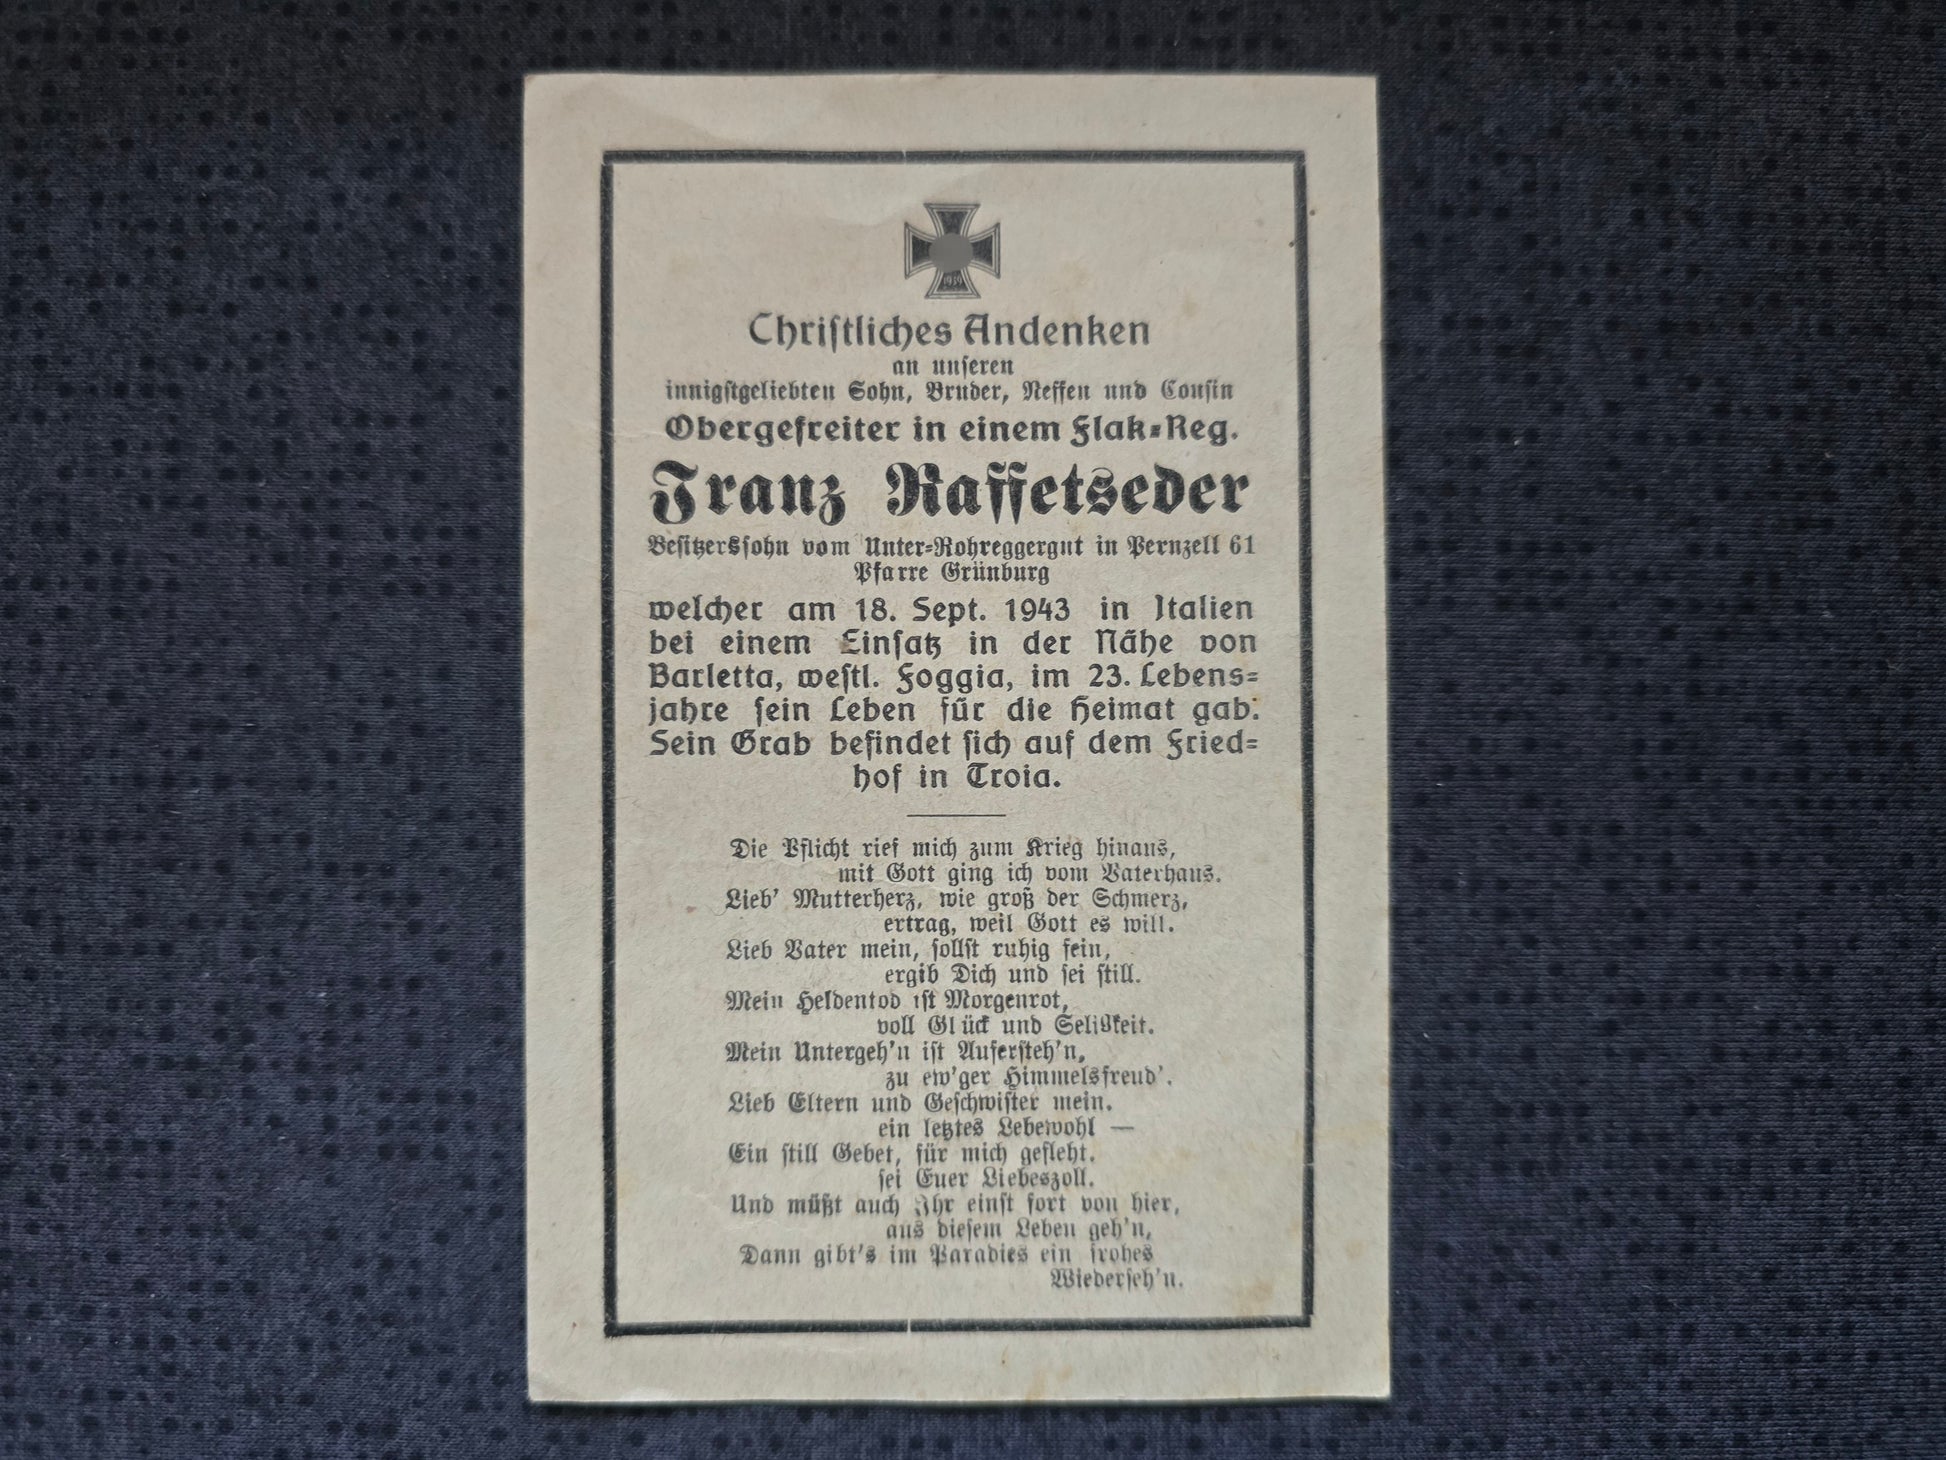 1939
Christliches Andenken
an unseren
innigstgeliebten Sohn, Bruder, Neffen und Cousin
Obergefreiter in einem Flak-Reg.
Franz Raffetseder
Besitzerssohn vom Unter-Rohreggergut in Pernzell 61
Pfarre Grünburg
welcher am 18. Sept. 1943 in Italien
bei einem Einsatz in der Nähe von
Barletta, westl. Foggia, im 23. Lebens-
jahre sein Leben für die Heimat gab.
Sein Grab befindet sich auf dem Fried-
hof in Troia.
Die Pflicht rief mich zum Krieg hinaus,
mit Gott ging ich vom Vaterhaus.
Lieb' Mutterherz, wie groß der Schmerz,
ertrag, weil Gott es will.
Lieb Vater mein, sollst ruhig fein,
ergib Dich und sei still.
Mein Heldentod ist Morgenrot,
voll Glück und Seligkeit.
Mein Untergeh'n ist Aufersteh'n,
zu ew'ger Himmelsfreud'.
Lieb Eltern und Geschwister mein.
ein letztes Lebewohl —
Ein still Gebet, für mich gefleht.
sei Euer Liebeszoll.
Und müßt auch Ihr einst fort von hier,
aus diesem Leben geh'n,
Dann gibt's im Paradies ein frohes
Wiederseh'n.